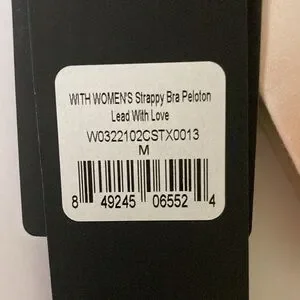 WITH WOMEN'S Strappy Bra Peloton
Lead With Love
W0322102CSTX0013
M
8 49245 06552 4